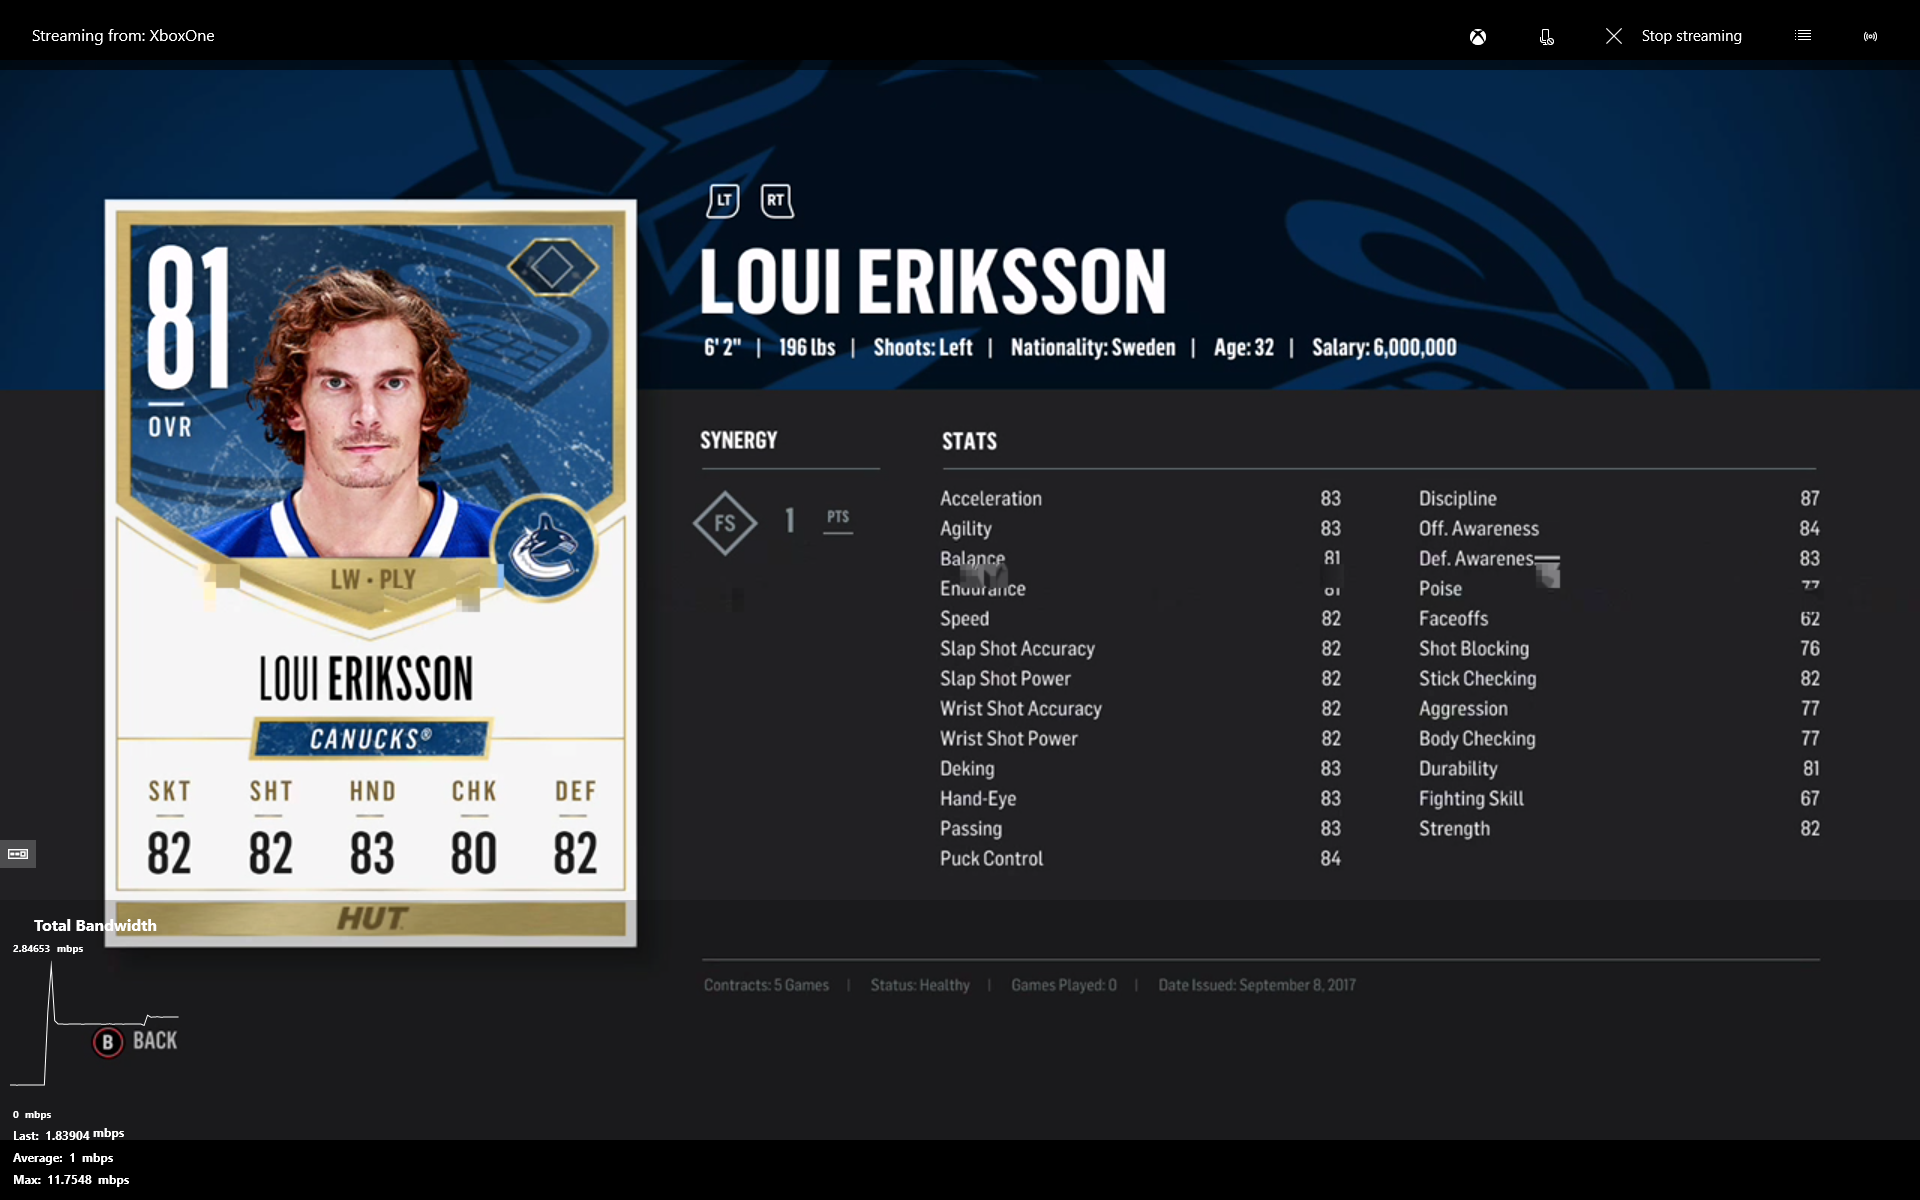 Streaming from: XboxOne
Stop streaming
LT RT
LOUI ERIKSSON
6' 2" | 196 lbs | Shoots: Left | Nationality: Sweden | Age: 32 | Salary: 6,000,000
81
OVR
LW • PLY
LOUI ERIKSSON
CANUCKS®
SKT SHT HND CHK DEF
82 82 83 80 82
HUT
SYNERGY
FS 1 PTS
STATS
Acceleration 83
Agility 83
Balance 81
Endurance 81
Speed 82
Slap Shot Accuracy 82
Slap Shot Power 82
Wrist Shot Accuracy 82
Wrist Shot Power 82
Deking 83
Hand-Eye 83
Passing 83
Puck Control 84
Discipline 87
Off. Awareness 84
Def. Awarenes 83
Poise 77
Faceoffs 62
Shot Blocking 76
Stick Checking 82
Aggression 77
Body Checking 77
Durability 81
Fighting Skill 67
Strength 82
Contracts: 5 Games | Status: Healthy | Games Played: 0 | Date Issued: September 8, 2017
Total Bandwidth
2.84653 mbps
B BACK
0 mbps
Last: 1.83904 mbps
Average: 1 mbps
Max: 11.7548 mbps